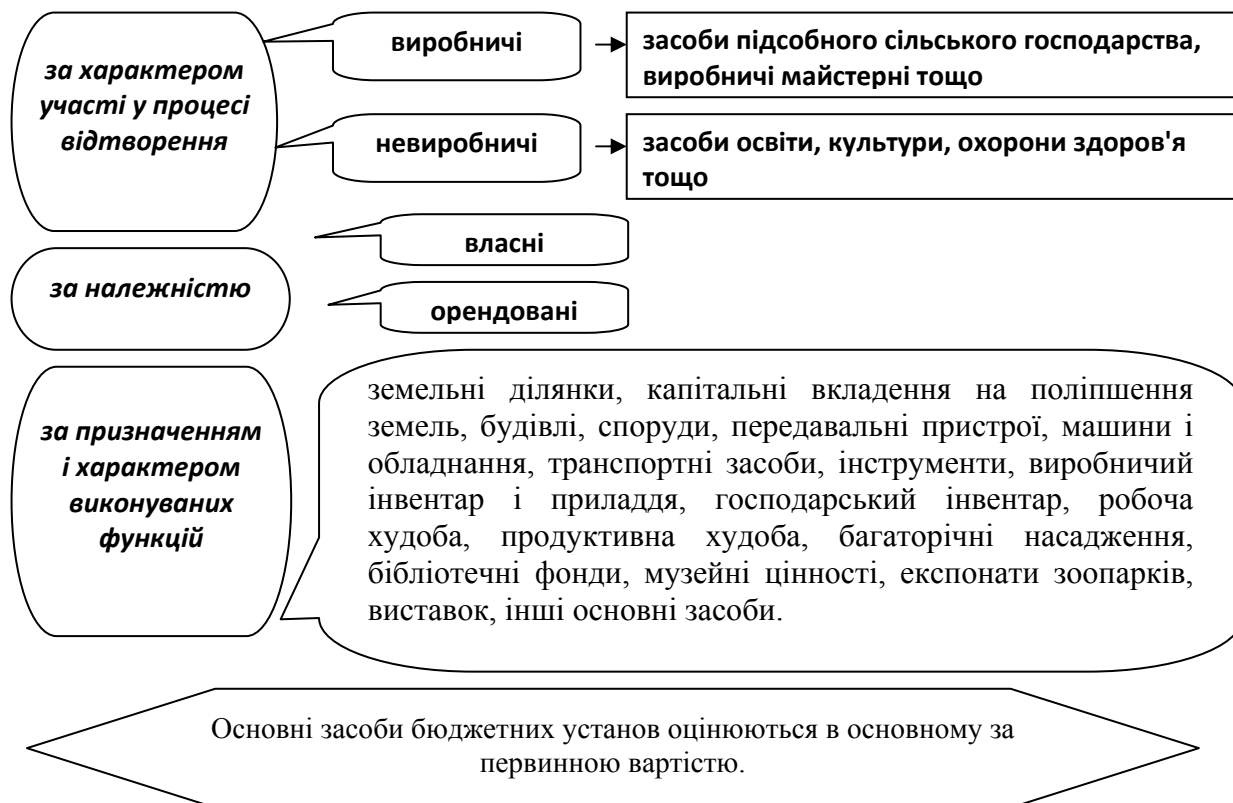 за характером
участі у процесі
відтворення
виробничі
засоби підсобного сільського господарства,
виробничі майстерні тощо
невиробничі
засоби освіти, культури, охорони здоров'я
тощо
за належністю
власні
орендовані
за призначенням
і характером
виконуваних
функцій
земельні ділянки, капітальні вкладення на поліпшення
земель, будівлі, споруди, передавальні пристрої, машини і
обладнання, транспортні засоби, інструменти, виробничий
інвентар і приладдя, господарський інвентар, робоча
худоба, продуктивна худоба, багаторічні насадження,
бібліотечні фонди, музейні цінності, експонати зоопарків,
виставок, інші основні засоби.
Основні засоби бюджетних установ оцінюються в основному за
первинною вартістю.